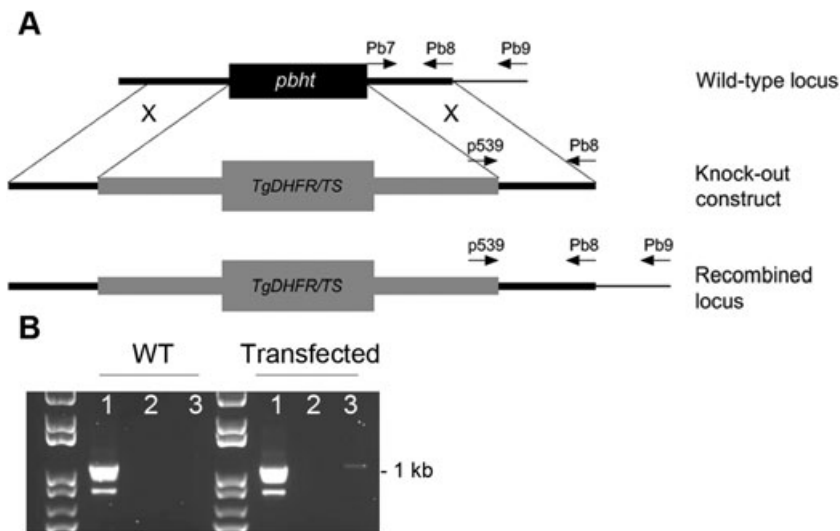 A
Pb7 Pb8 Pb9
pbht
Wild-type locus
X X
p539 Pb8
TgDHFR/TS
Knock-out
construct
p539 Pb8 Pb9
TgDHFR/TS
Recombined
locus
B
WT Transfected
1 2 3 1 2 3
- 1 kb